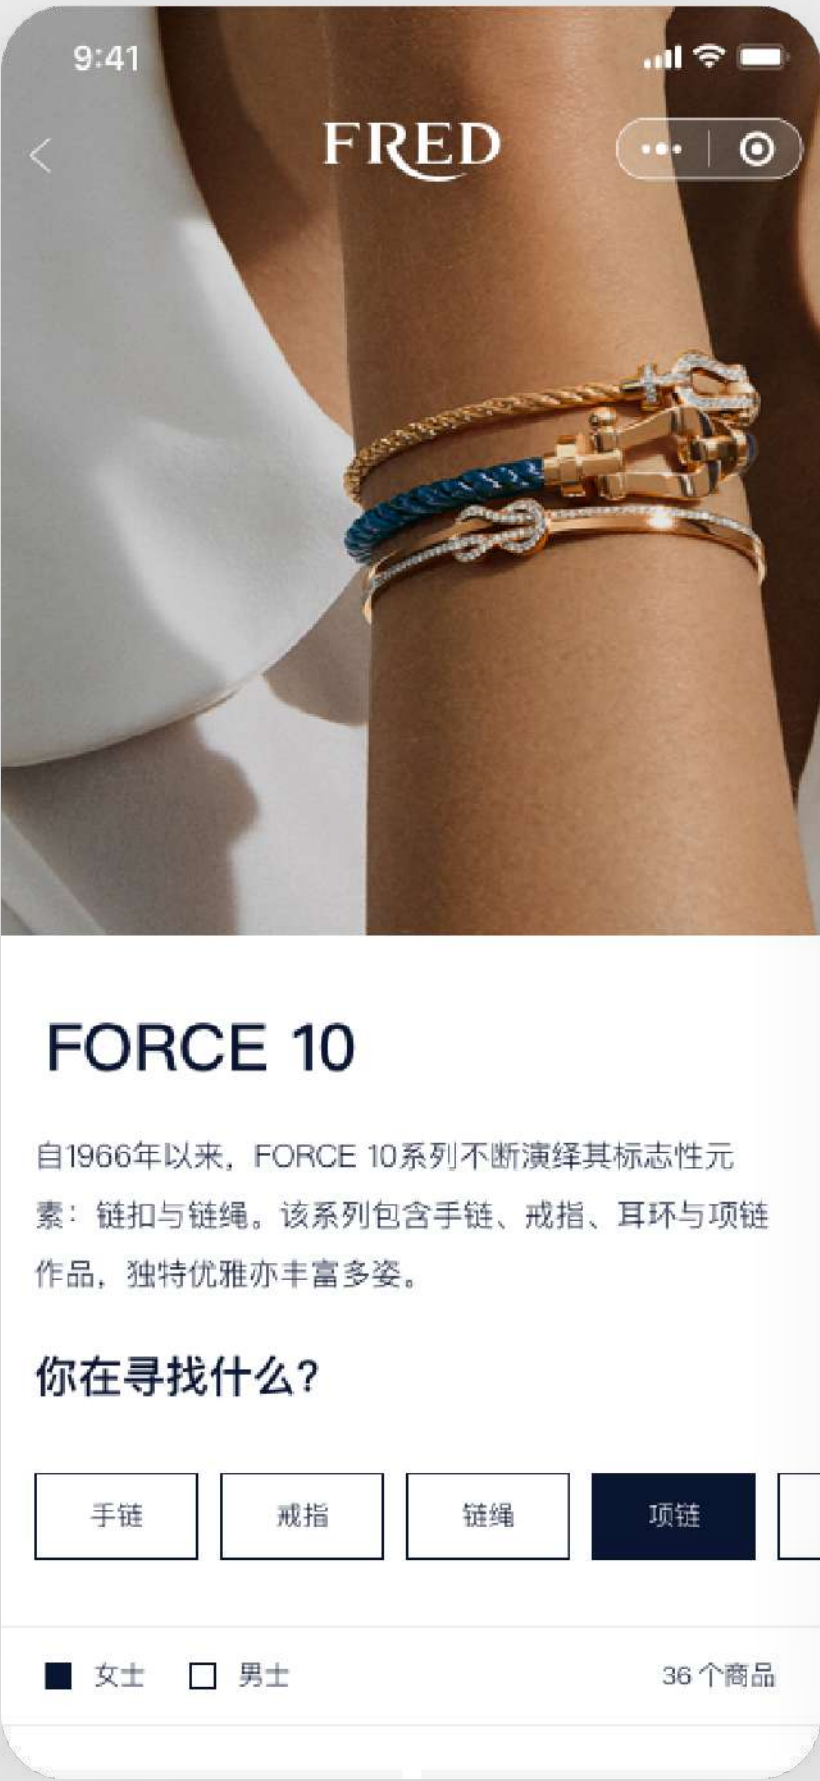 9:41
FRED
FORCE 10
自1966年以来，FORCE 10系列不断演绎其标志性元
素：链扣与链绳。该系列包含手链、戒指、耳环与项链
作品，独特优雅亦丰富多姿。
你在寻找什么?
手链 戒指 链绳 项链
女士 男士 36 个商品